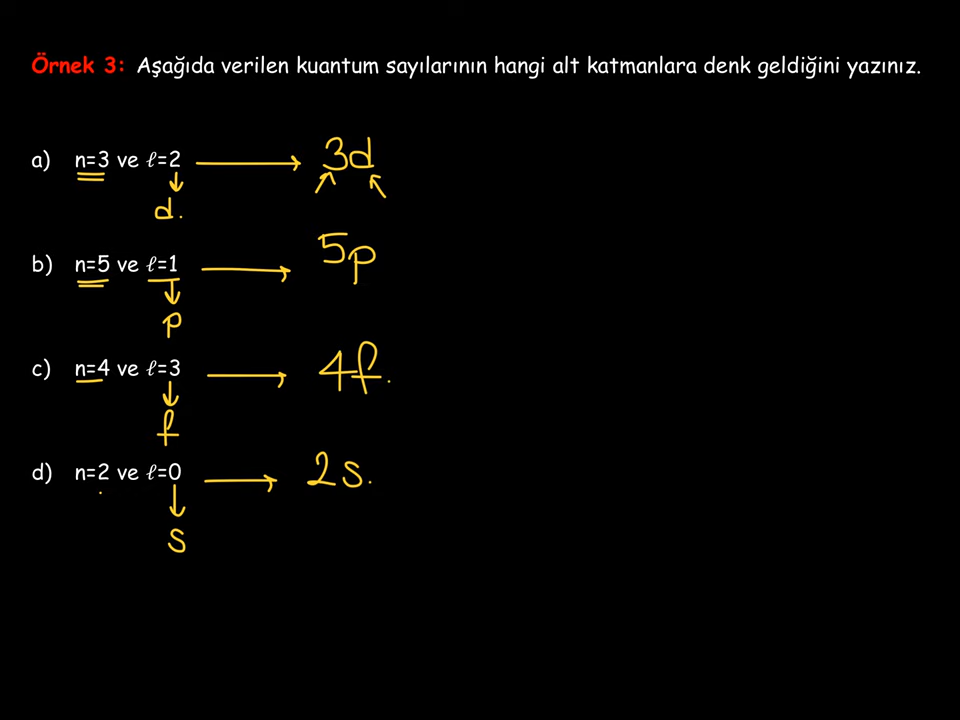 Örnek 3: Aşağıda verilen kuantum sayılarının hangi alt katmanlara denk geldiğini yazınız.
a) n=3 ve ℓ=2 → 3d
↓
d.
b) n=5 ve ℓ=1 → 5p
↓
p
c) n=4 ve ℓ=3 → 4f.
↓
f
d) n=2 ve ℓ=0 → 2s.
↓
s